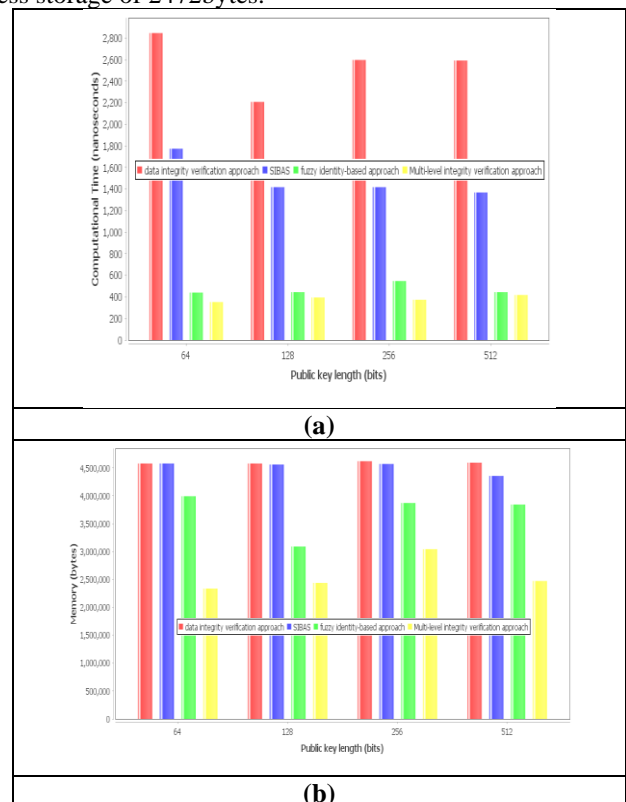 ess storage of 2472bytes.
2,800
2,600
2,400
2,200
2,000
1,800
1,600
1,400
1,200
1,000
800
600
400
200
0
Computational Time (nanoseconds)
data integrity verification approach SIBAS fuzzy identity-based approach Multi-level integrity verification approach
64 128 256 512
Public key length (bits)
(a)
4,500,000
4,000,000
3,500,000
3,000,000
2,500,000
2,000,000
1,500,000
1,000,000
500,000
0
Memory (bytes)
data integrity verification approach SIBAS fuzzy identity-based approach Multi-level integrity verification approach
64 128 256 512
Public key length (bits)
(b)